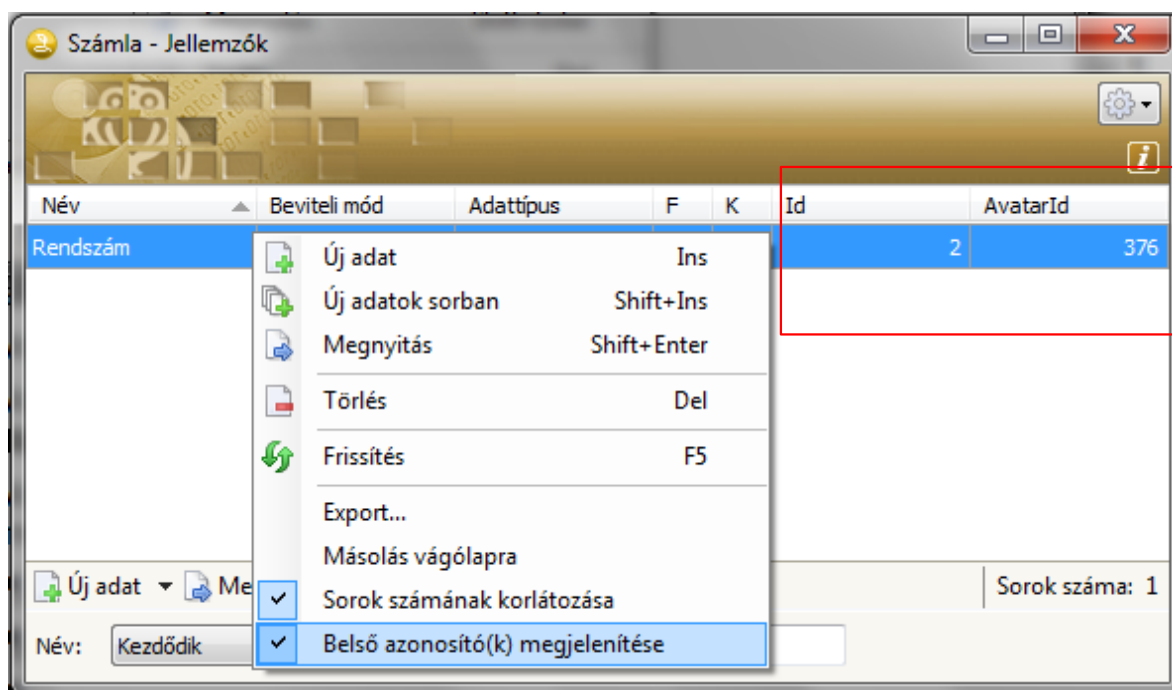 Számla - Jellemzők
Név Beviteli mód Adattípus F K Id AvatarId
Rendszám 2 376
Új adat Ins
Új adatok sorban Shift+Ins
Megnyitás Shift+Enter
Törlés Del
Frissítés F5
Export...
Másolás vágólapra
Sorok számának korlátozása
Belső azonosító(k) megjelenítése
Új adat Me
Sorok száma: 1
Név: Kezdődik